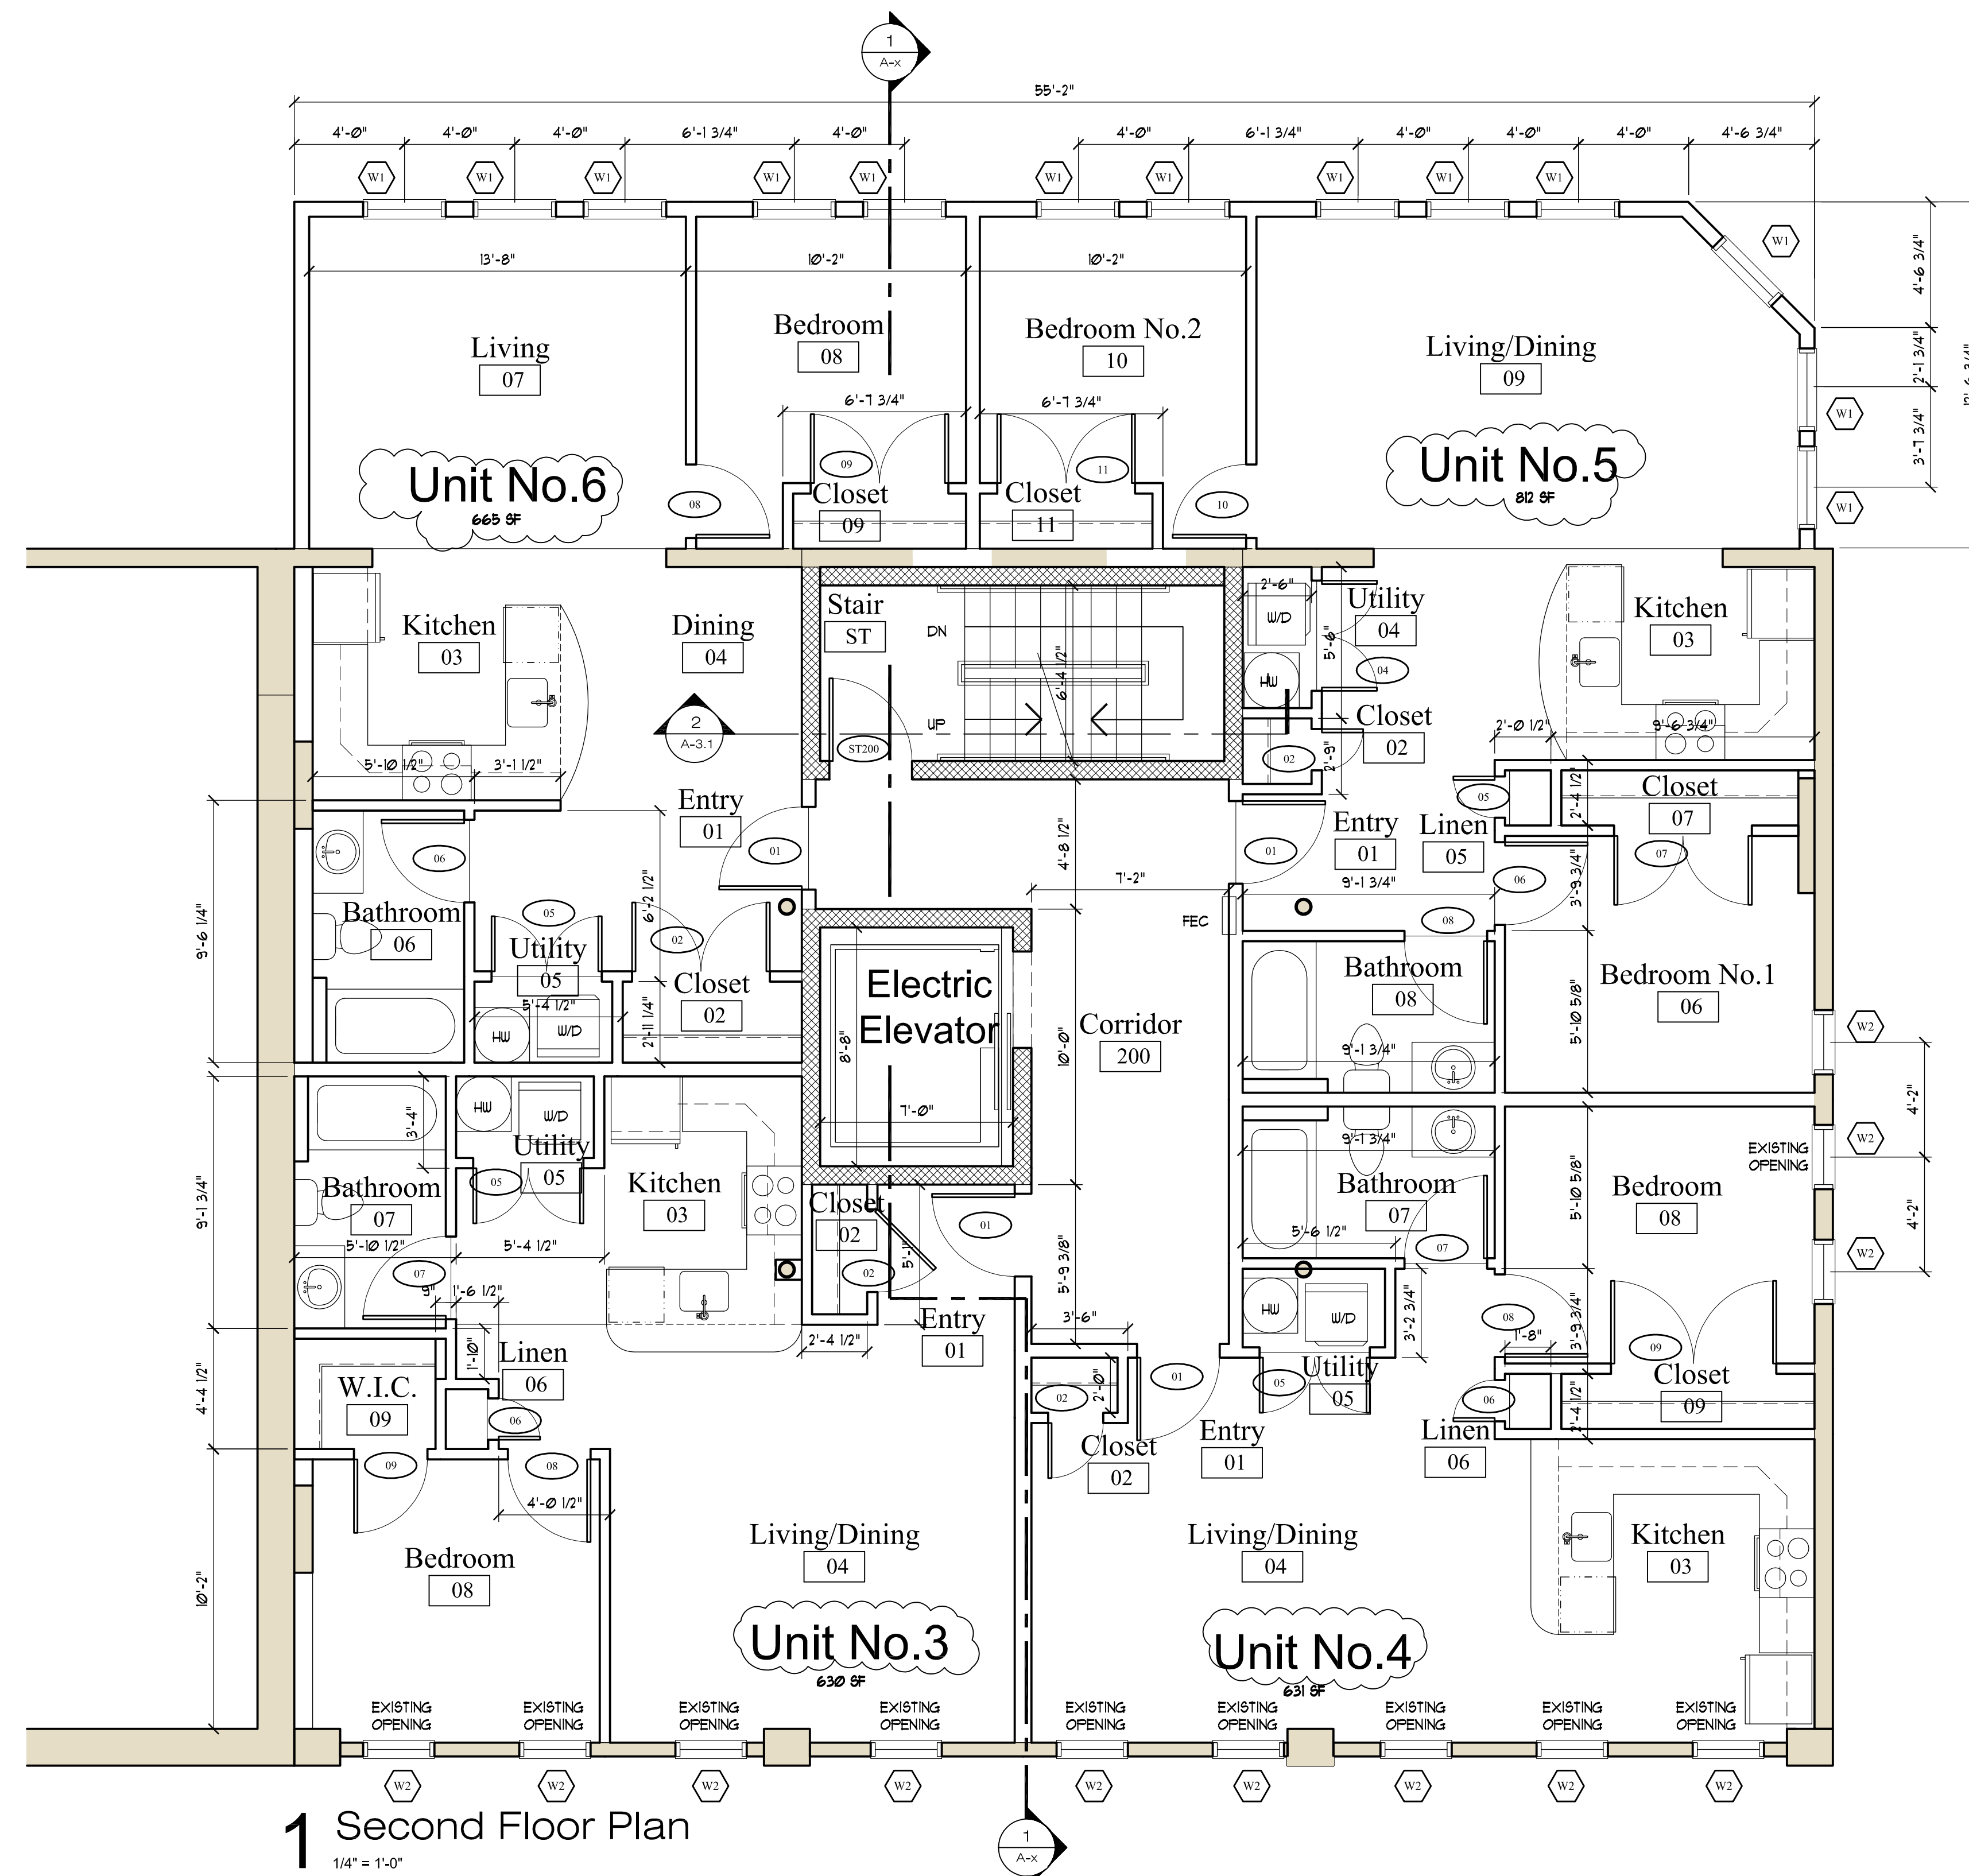 1
A-x
55'-2"
4'-0" 4'-0" 4'-0" 6'-1 3/4" 4'-0" 4'-0" 6'-1 3/4" 4'-0" 4'-0" 4'-0" 4'-6 3/4"
W1 W1 W1 W1 W1 W1 W1 W1 W1 W1
W1
4'-6 3/4"
13'-8" 10'-2" 10'-2"
Living
07
Bedroom
08
Bedroom No.2
10
Living/Dining
09
2'-1 3/4"
W1
3'-7 3/4"
6'-7 3/4" 6'-7 3/4"
Unit No.6
665 SF
08
09
Closet
09
11
Closet
11
10
Unit No.5
812 SF
W1
Kitchen
03
Dining
04
Stair
ST
DN
UP
6'-4 1/2"
ST200
2'-6"
W/D
HW
Utility
04
5'-6"
04
Closet
02
02
2'-9"
Kitchen
03
2'-0 1/2" 9'-6 3/4"
2
A-3.1
5'-10 1/2" 3'-1 1/2"
Entry
01
01
4'-8 1/2"
7'-2"
01
Entry
01
Linen
05
05
2'-4 1/2"
Closet
07
07
06
3'-9 3/4"
9'-1 3/4"
9'-6 1/4"
06
Bathroom
06
05
Utility
05
5'-4 1/2"
HW W/D
6'-2 1/2"
02
Closet
02
2'-11 1/4"
Electric
Elevator
8'-8"
7'-0"
FEC
Corridor
200
10'-0"
08
Bathroom
08
9'-1 3/4"
Bedroom No.1
06
5'-10 5/8"
W2
4'-2"
9'-1 3/4"
3'-4"
HW W/D
Utility
05
05
Bathroom
07
5'-10 1/2" 5'-4 1/2"
07
9" 1'-6 1/2"
Kitchen
03
Closet
02
02
5'-1"
01
5'-9 3/8"
9'-1 3/4"
Bathroom
07
5'-6 1/2"
07
EXISTING
OPENING
W2
Bedroom
08
5'-10 5/8"
4'-2"
W2
4'-4 1/2"
1'-10"
Linen
06
06
W.I.C.
09
09
08
2'-4 1/2"
Entry
01
3'-6"
02
2'-0"
Closet
02
01
HW W/D
3'-2 3/4"
05
Utility
05
Entry
01
08
1'-8"
3'-9 3/4"
06
Linen
06
2'-4 1/2"
09
Closet
09
10'-2"
4'-0 1/2"
Bedroom
08
Living/Dining
04
Living/Dining
04
Kitchen
03
Unit No.3
630 SF
Unit No.4
631 SF
EXISTING OPENING EXISTING OPENING EXISTING OPENING EXISTING OPENING EXISTING OPENING EXISTING OPENING EXISTING OPENING EXISTING OPENING EXISTING OPENING
W2 W2 W2 W2 W2 W2 W2 W2 W2
1 Second Floor Plan
1/4" = 1'-0"
1
A-x